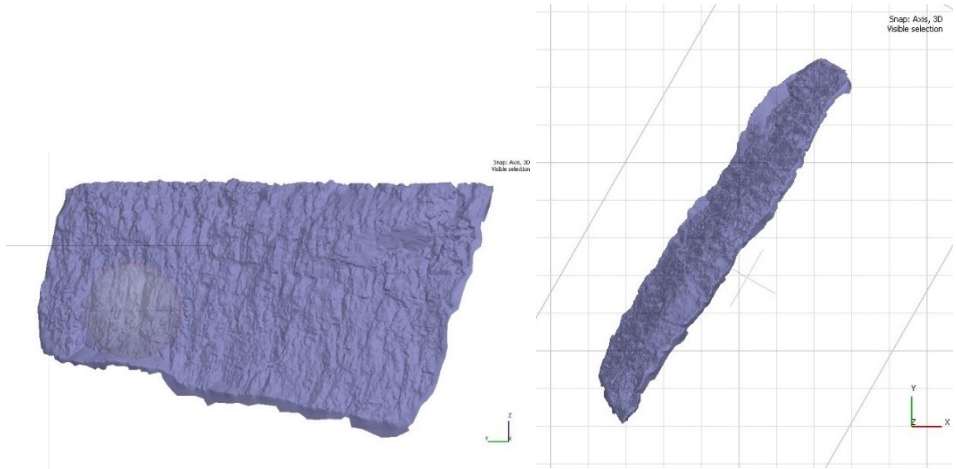 Snap: Axis, 3D
Visible selection
Z
Y
X
Snap: Axis, 3D
Visible selection
Y
Z
X